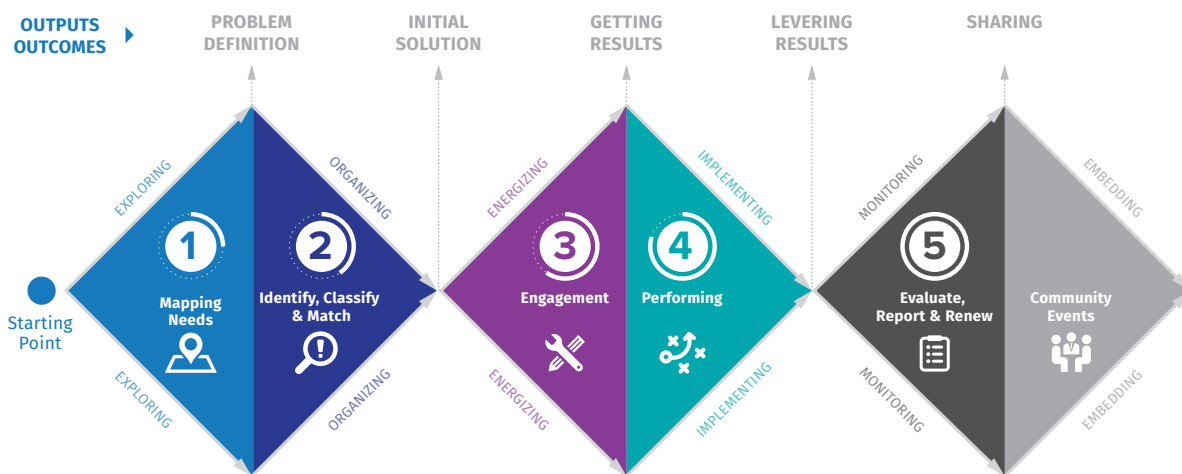 OUTPUTS
OUTCOMES
PROBLEM
DEFINITION
INITIAL
SOLUTION
GETTING
RESULTS
LEVERING
RESULTS
SHARING
EXPLORING
ORGANIZING
ENERGIZING
IMPLEMENTING
MONITORING
EMBEDDING
1
2
3
4
5
Starting
Point
Mapping
Needs
Identify, Classify
& Match
Engagement
Performing
Evaluate,
Report & Renew
Community
Events
EXPLORING
ORGANIZING
ENERGIZING
IMPLEMENTING
MONITORING
EMBEDDING